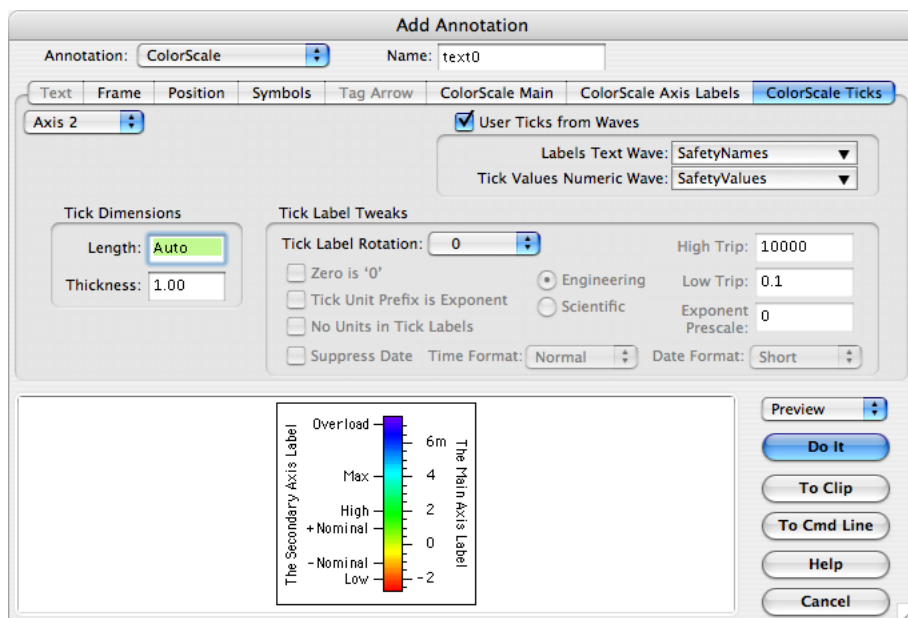 Add Annotation
Annotation: ColorScale Name: text0
Text Frame Position Symbols Tag Arrow ColorScale Main ColorScale Axis Labels ColorScale Ticks
Axis 2 User Ticks from Waves
Labels Text Wave: SafetyNames
Tick Values Numeric Wave: SafetyValues
Tick Dimensions
Length: Auto
Thickness: 1.00
Tick Label Tweaks
Tick Label Rotation: 0
Zero is ‘0’
Tick Unit Prefix is Exponent
No Units in Tick Labels
Engineering
Scientific
High Trip: 10000
Low Trip: 0.1
Exponent
Prescale: 0
Suppress Date Time Format: Normal Date Format: Short
The Secondary Axis Label
Overload
Max
High
+Nominal
-Nominal
Low
6m
4
2
0
-2
The Main Axis Label
Preview
Do It
To Clip
To Cmd Line
Help
Cancel